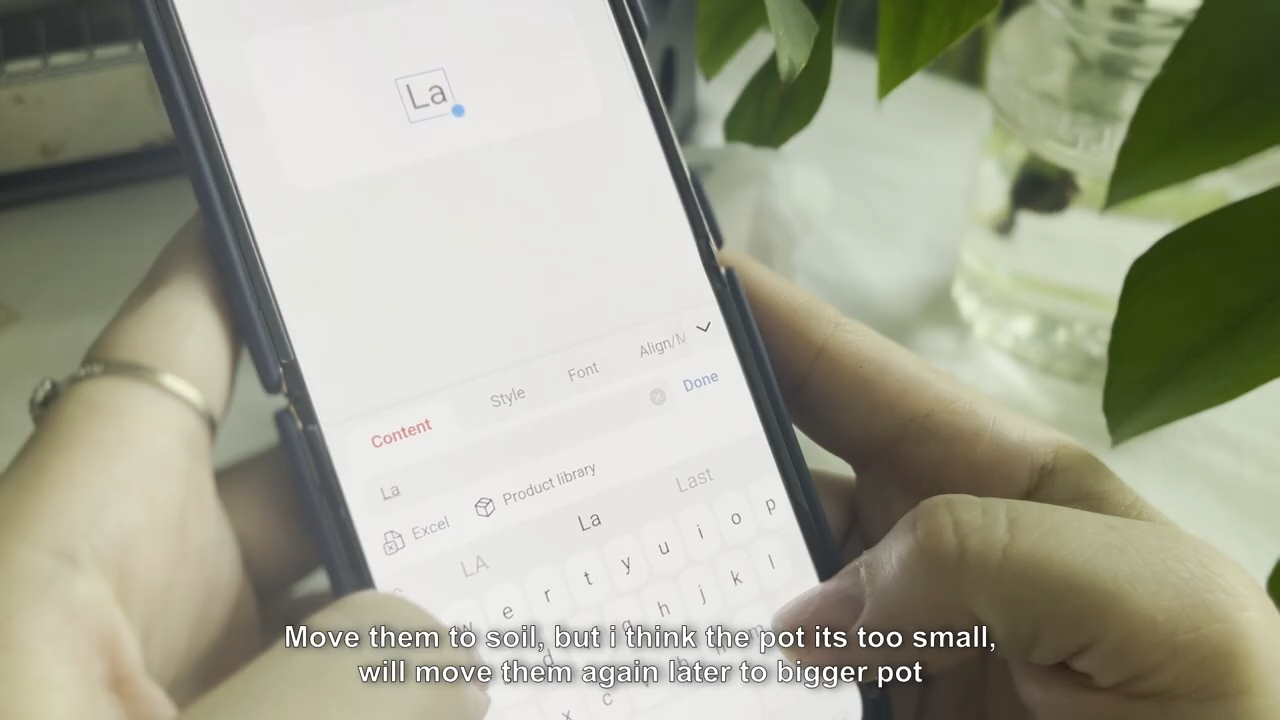 La
Content
Style
Font
Align/
Done
La
Excel
Product library
LA
La
Last
w e r t y u i o p
g h j k l
x c
Move them to soil, but i think the pot its too small,
will move them again later to bigger pot